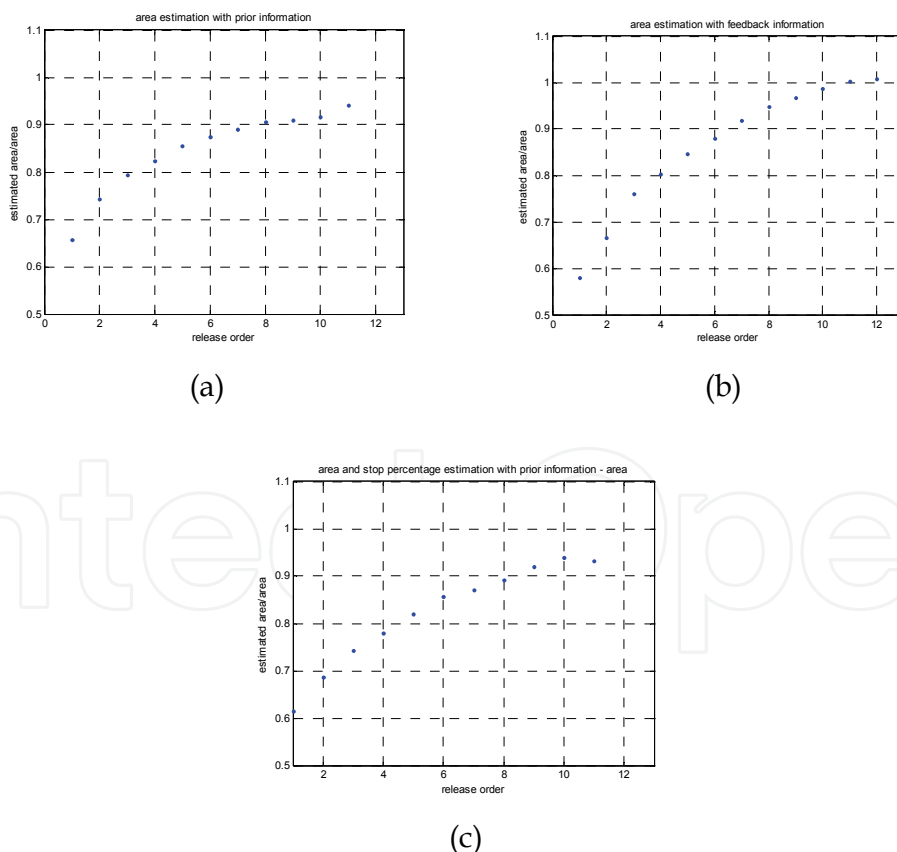 area estimation with prior information
1.1
1
0.9
0.8
0.7
0.6
0.5
0 2 4 6 8 10 12
estimated area/area
release order
(a)
area estimation with feedback information
1.1
1
0.9
0.8
0.7
0.6
0.5
0 2 4 6 8 10 12
estimated area/area
release order
(b)
area and stop percentage estimation with prior information - area
1.1
1
0.9
0.8
0.7
0.6
0.5
2 4 6 8 10 12
estimated area/area
release order
(c)